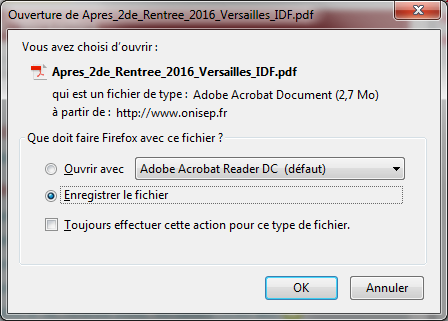 Ouverture de Apres_2de_Rentree_2016_Versailles_IDF.pdf
Vous avez choisi d'ouvrir :
Apres_2de_Rentree_2016_Versailles_IDF.pdf
qui est un fichier de type : Adobe Acrobat Document (2,7 Mo)
à partir de : http://www.onisep.fr
Que doit faire Firefox avec ce fichier ?
Ouvrir avec Adobe Acrobat Reader DC (défaut)
Enregistrer le fichier
Toujours effectuer cette action pour ce type de fichier.
OK Annuler